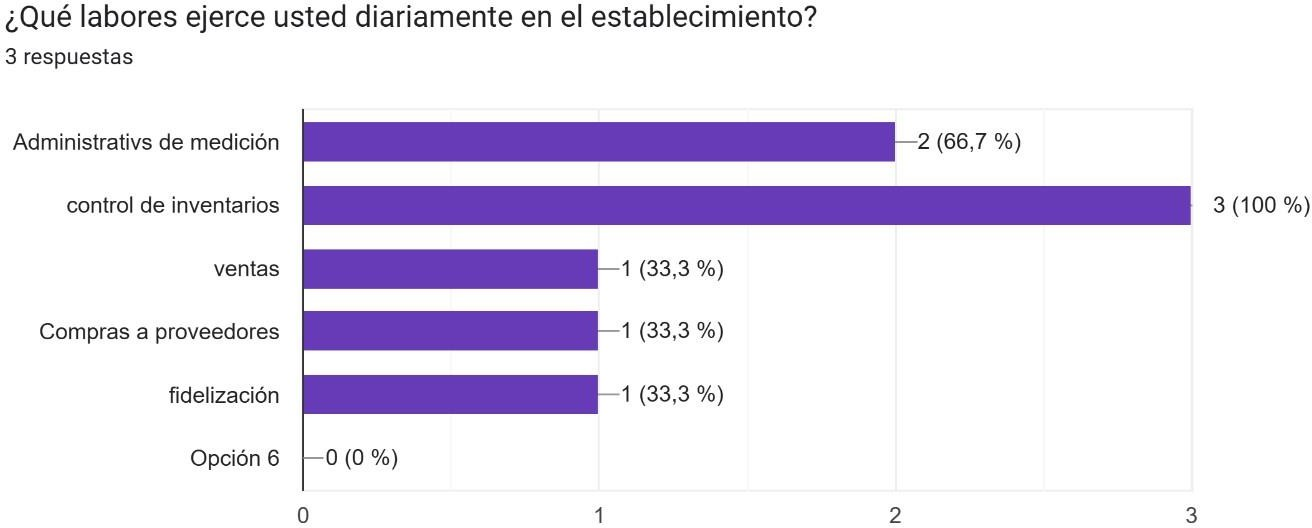 ¿Qué labores ejerce usted diariamente en el establecimiento?
3 respuestas
Administrativs de medición
2 (66,7 %)
control de inventarios
3 (100 %)
ventas
1 (33,3 %)
Compras a proveedores
1 (33,3 %)
fidelización
1 (33,3 %)
Opción 6
0 (0 %)
0 1 2 3